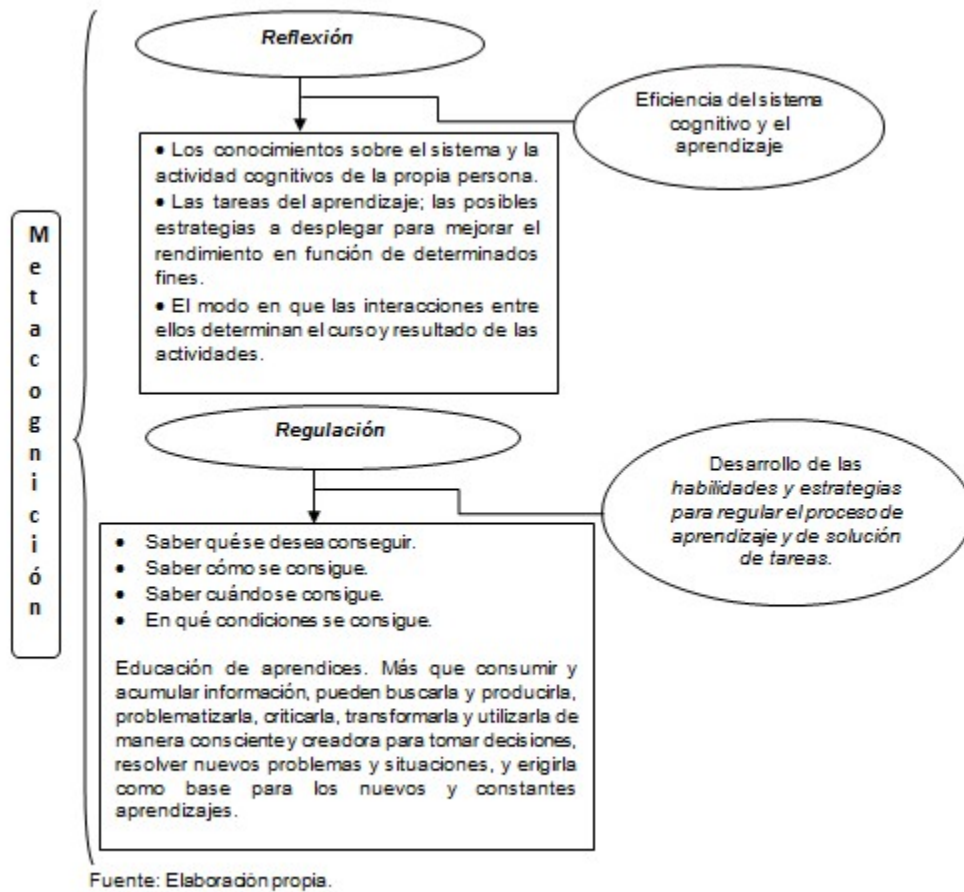 Metacognición
Reflexión
Eficiencia del sistema
cognitivo y el
aprendizaje
• Los conocimientos sobre el sistema y la
actividad cognitivos de la propia persona.
• Las tareas del aprendizaje; las posibles
estrategias a desplegar para mejorar el
rendimiento en función de determinados
fines.
• El modo en que las interacciones entre
ellos determinan el curso y resultado de las
actividades.
Regulación
Desarrollo de las
habilidades y estrategias
para regular el proceso de
aprendizaje y de solución
de tareas.
• Saber qué se desea conseguir.
• Saber cómo se consigue.
• Saber cuándo se consigue.
• En qué condiciones se consigue.
Educación de aprendices. Más que consumir y
acumular información, pueden buscarla y producirla,
problematizarla, criticarla, transformarla y utilizarla de
manera consciente y creadora para tomar decisiones,
resolver nuevos problemas y situaciones, y erigirla
como base para los nuevos y constantes
aprendizajes.
Fuente: Elaboración propia.